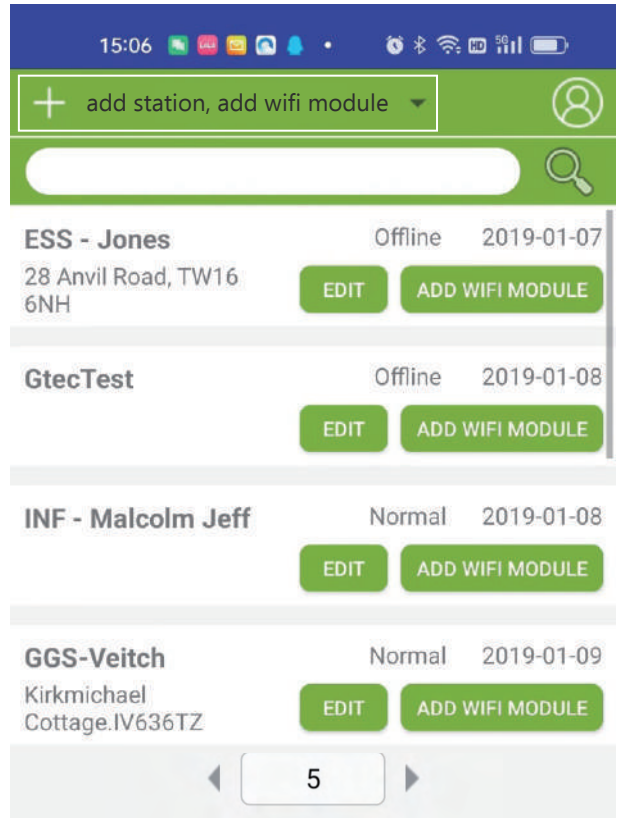 15:06
HD 5G
add station, add wifi module
ESS - Jones Offline 2019-01-07
28 Anvil Road, TW16
6NH
EDIT ADD WIFI MODULE
GtecTest Offline 2019-01-08
EDIT ADD WIFI MODULE
INF - Malcolm Jeff Normal 2019-01-08
EDIT ADD WIFI MODULE
GGS-Veitch Normal 2019-01-09
Kirkmichael
Cottage.IV636TZ
EDIT ADD WIFI MODULE
5